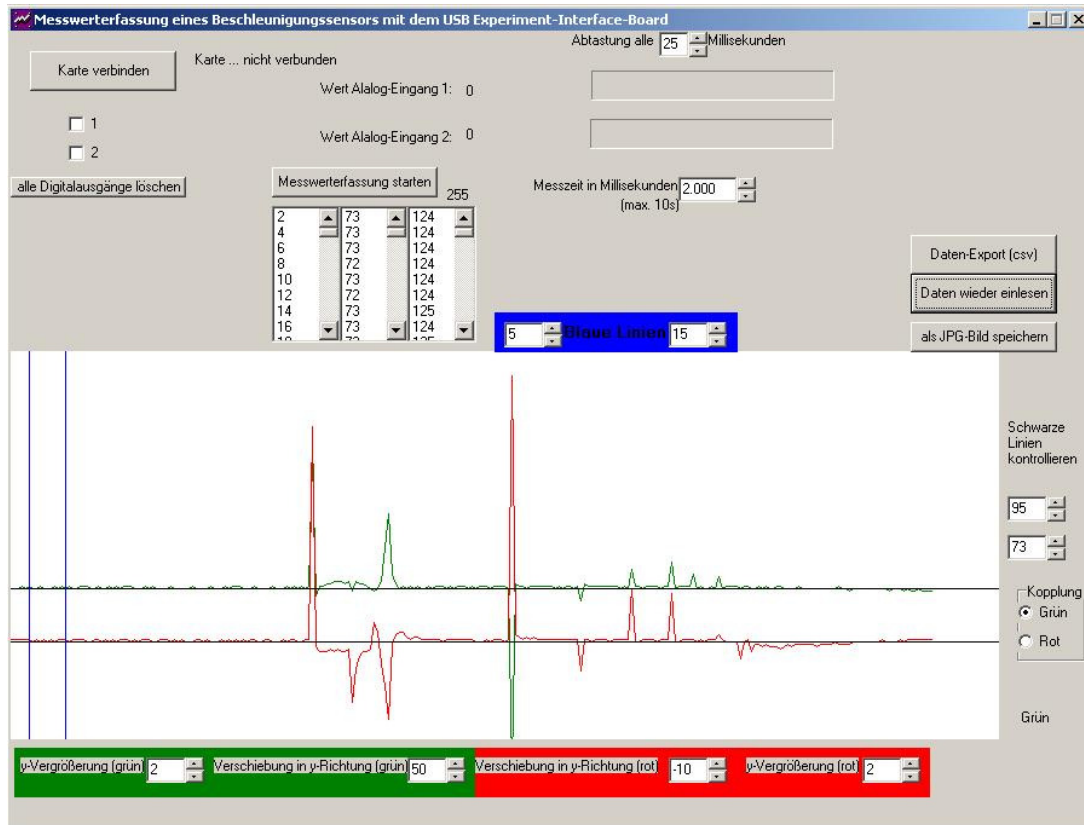 Messwerterfassung eines Beschleunigungssensors mit dem USB Experiment-Interface-Board
Karte verbinden
Karte ... nicht verbunden
Abtastung alle 25 Millisekunden
Wert Alalog-Eingang 1: 0
1
Wert Alalog-Eingang 2: 0
2
alle Digitalausgänge löschen
Messwerterfassung starten
255
Messzeit in Millisekunden 2.000
(max. 10s)
2 73 124
4 73 124
6 73 124
8 72 124
10 73 124
12 72 124
14 73 125
16 73 124
Daten-Export (csv)
Daten wieder einlesen
als JPG-Bild speichern
5 Blaue Linien 15
Schwarze
Linien
kontrollieren
95
73
Kopplung
Grün
Rot
Grün
y-Vergrößerung (grün) 2 Verschiebung in y-Richtung (grün) 50 Verschiebung in y-Richtung (rot) -10 y-Vergrößerung (rot) 2